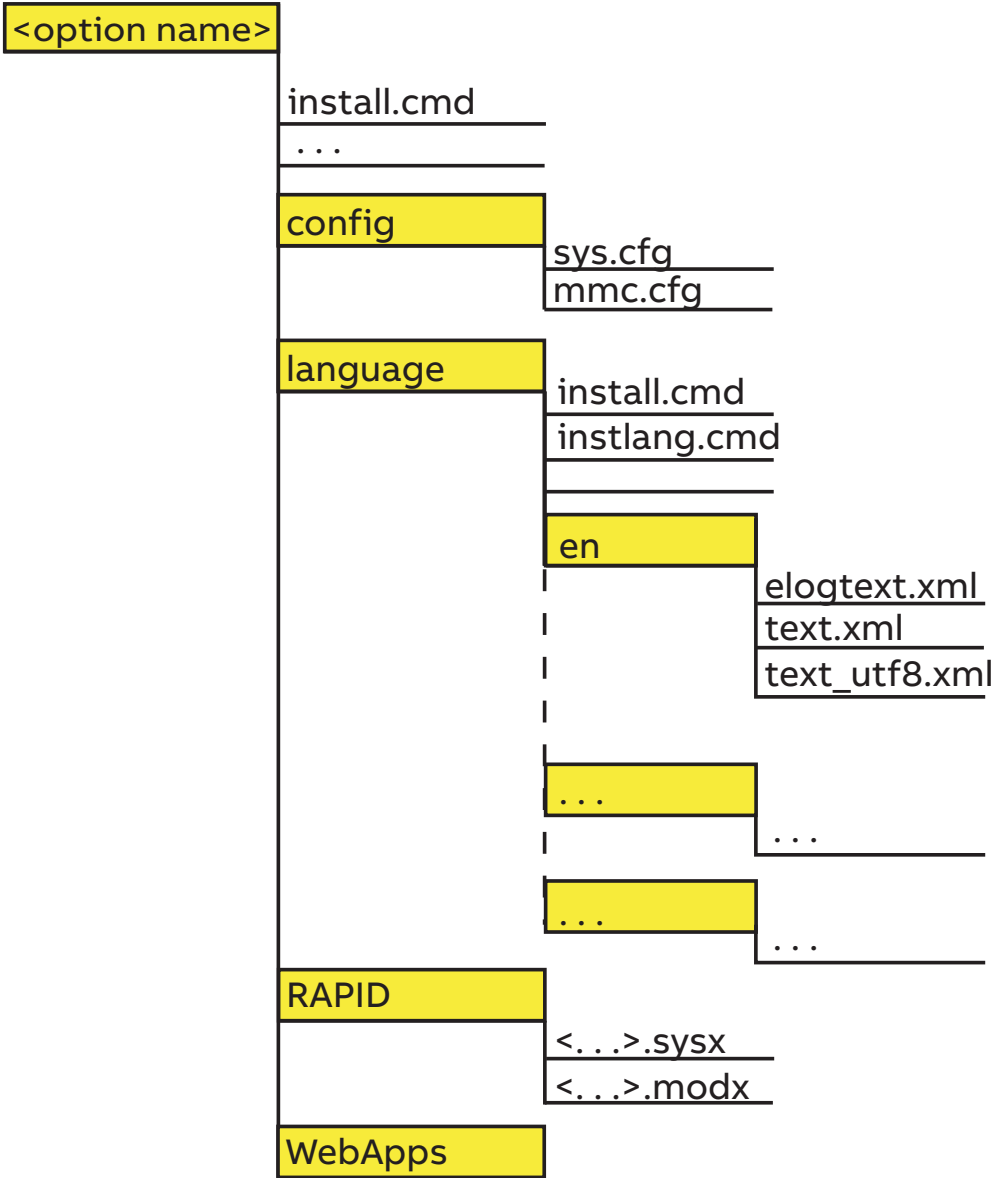 <option name>
install.cmd
...
config
sys.cfg
mmc.cfg
language
install.cmd
instlang.cmd
en
elogtext.xml
text.xml
text_utf8.xml
...
...
...
...
RAPID
<...>.sysx
<...>.modx
WebApps